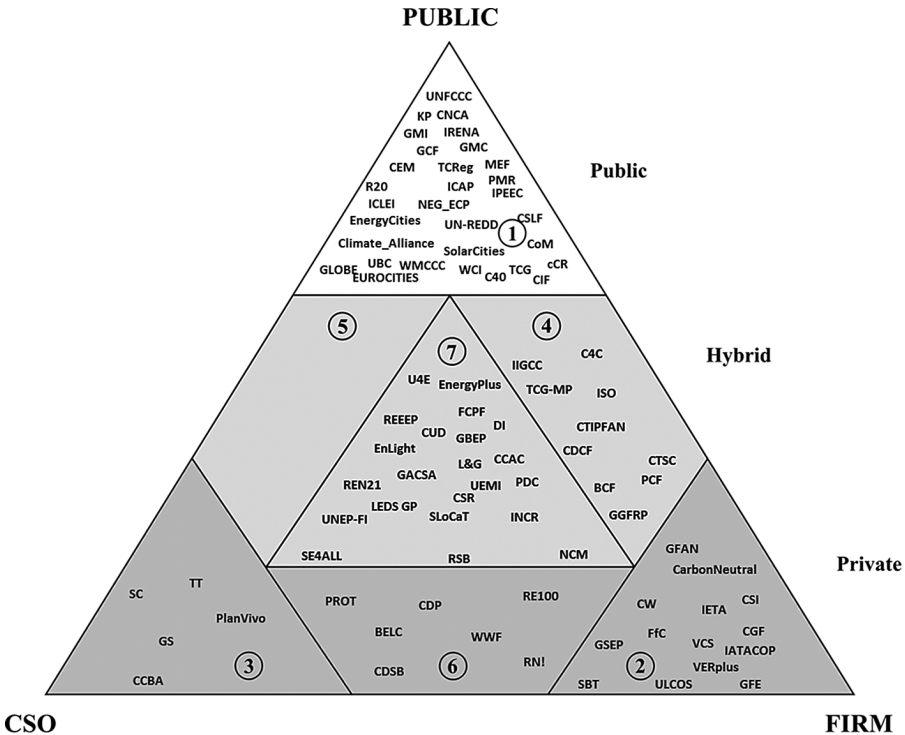 PUBLIC
UNFCCC
KP CNCA
GMI IRENA
GCF GMC
CEM TCReg MEF
Public
R20 ICAP PMR
IPEEC
ICLEI NEG_ECP
EnergyCities UN-REDD CSLF
1
Climate_Alliance SolarCities CoM
GLOBE UBC WMCCC WCI TCG cCR
EUROCITIES C40 CIF
5 4
7
Hybrid
IIGCC C4C
U4E EnergyPlus TCG-MP ISO
REEEP FCPF DI CTIPFAN
CUD GBEP
EnLight CDCF
L&G CCAC CTSC
REN21 GACSA UEMI PDC BCF PCF
CSR
UNEP-FI LEDS GP SLoCaT INCR GGFRP
SE4ALL RSB NCM GFAN
Private
CarbonNeutral
SC TT
PROT CDP RE100 CW IETA CSI
PlanVivo
GS BELC WWF GSEP FfC VCS CGF
IATACOP
3 CDSB 6 RN! 2 VERplus
CCBA SBT ULCOS GFE
CSO FIRM